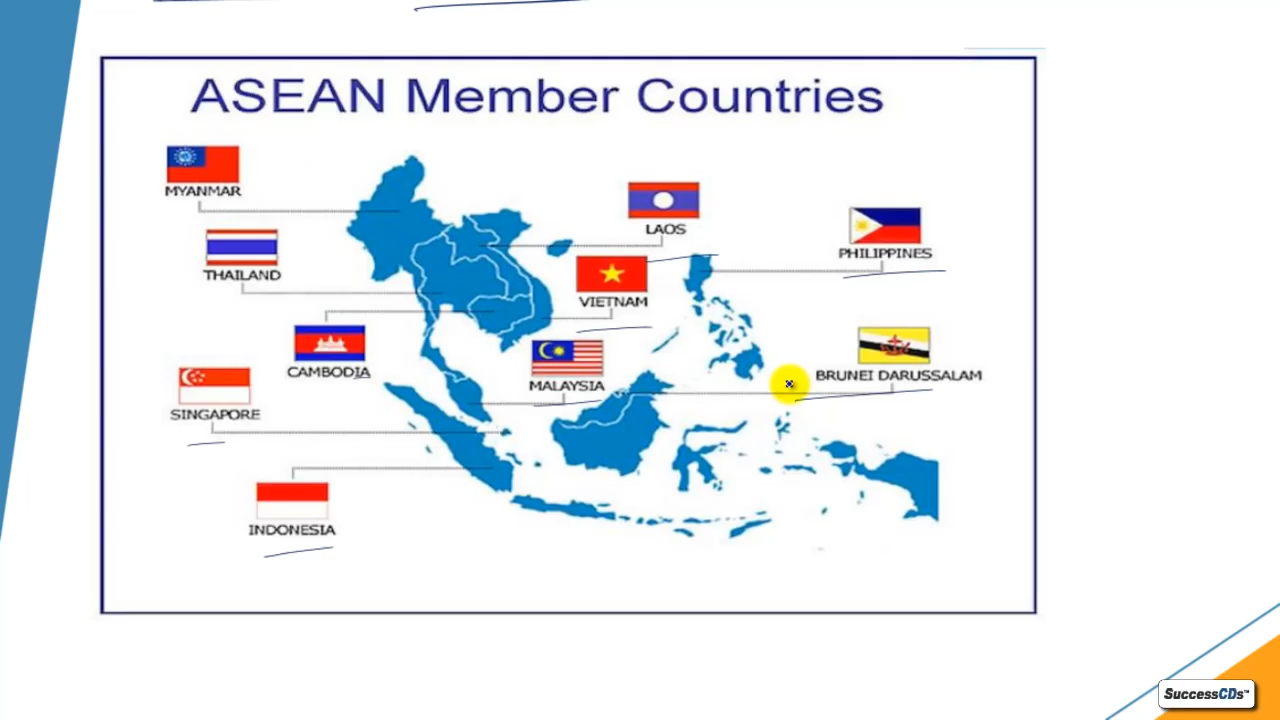 ASEAN Member Countries
MYANMAR
LAOS
PHILIPPINES
THAILAND
VIETNAM
CAMBODIA
MALAYSIA
BRUNEI DARUSSALAM
SINGAPORE
INDONESIA
SuccessCDs™